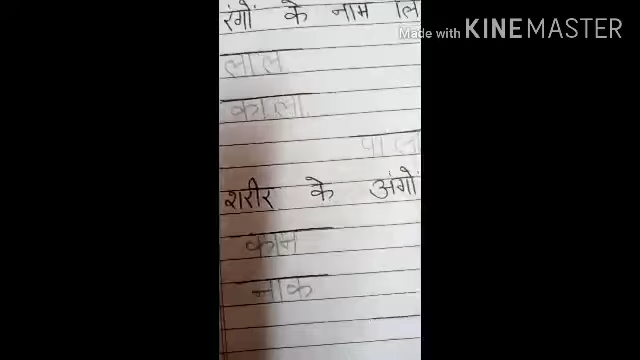 रंगों के नाम लि
Made with KINEMASTER
लाल
काला
शरीर के अंगों
कान
नाक